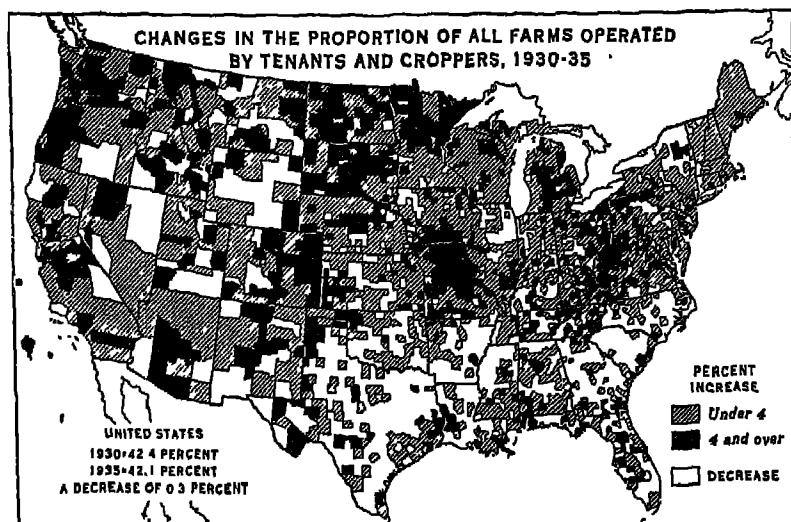 CHANGES IN THE PROPORTION OF ALL FARMS OPERATED
BY TENANTS AND CROPPERS, 1930-35
PERCENT
INCREASE
Under 4
4 and over
DECREASE
UNITED STATES
1930=42.4 PERCENT
1935=42.1 PERCENT
A DECREASE OF 0.3 PERCENT